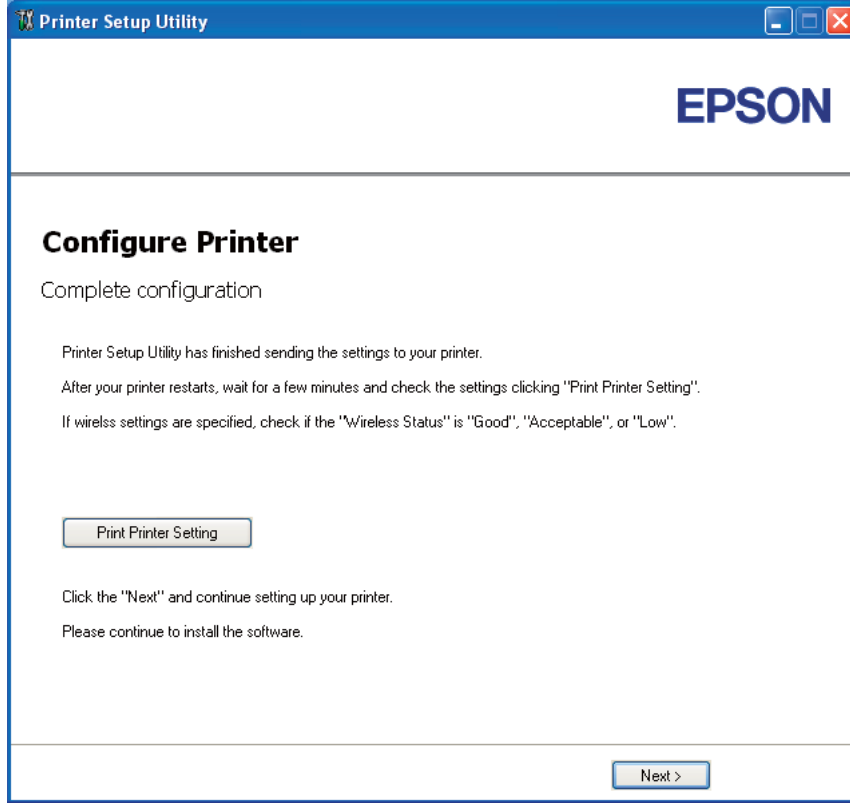 Printer Setup Utility
EPSON
Configure Printer
Complete configuration
Printer Setup Utility has finished sending the settings to your printer.
After your printer restarts, wait for a few minutes and check the settings clicking "Print Printer Setting".
If wirelss settings are specified, check if the "Wireless Status" is "Good", "Acceptable", or "Low".
Print Printer Setting
Click the "Next" and continue setting up your printer.
Please continue to install the software.
Next >